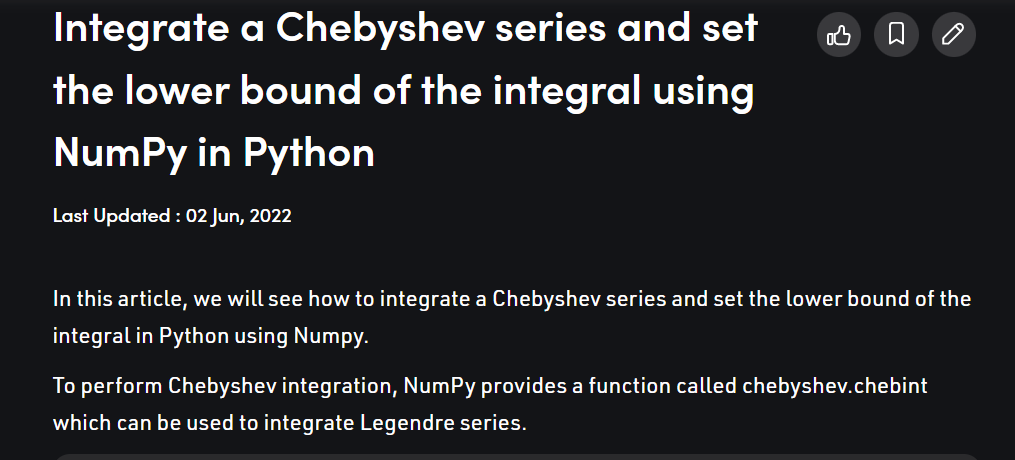 Integrate a Chebyshev series and set
the lower bound of the integral using
NumPy in Python
Last Updated : 02 Jun, 2022
In this article, we will see how to integrate a Chebyshev series and set the lower bound of the
integral in Python using Numpy.
To perform Chebyshev integration, NumPy provides a function called chebyshev.chebint
which can be used to integrate Legendre series.